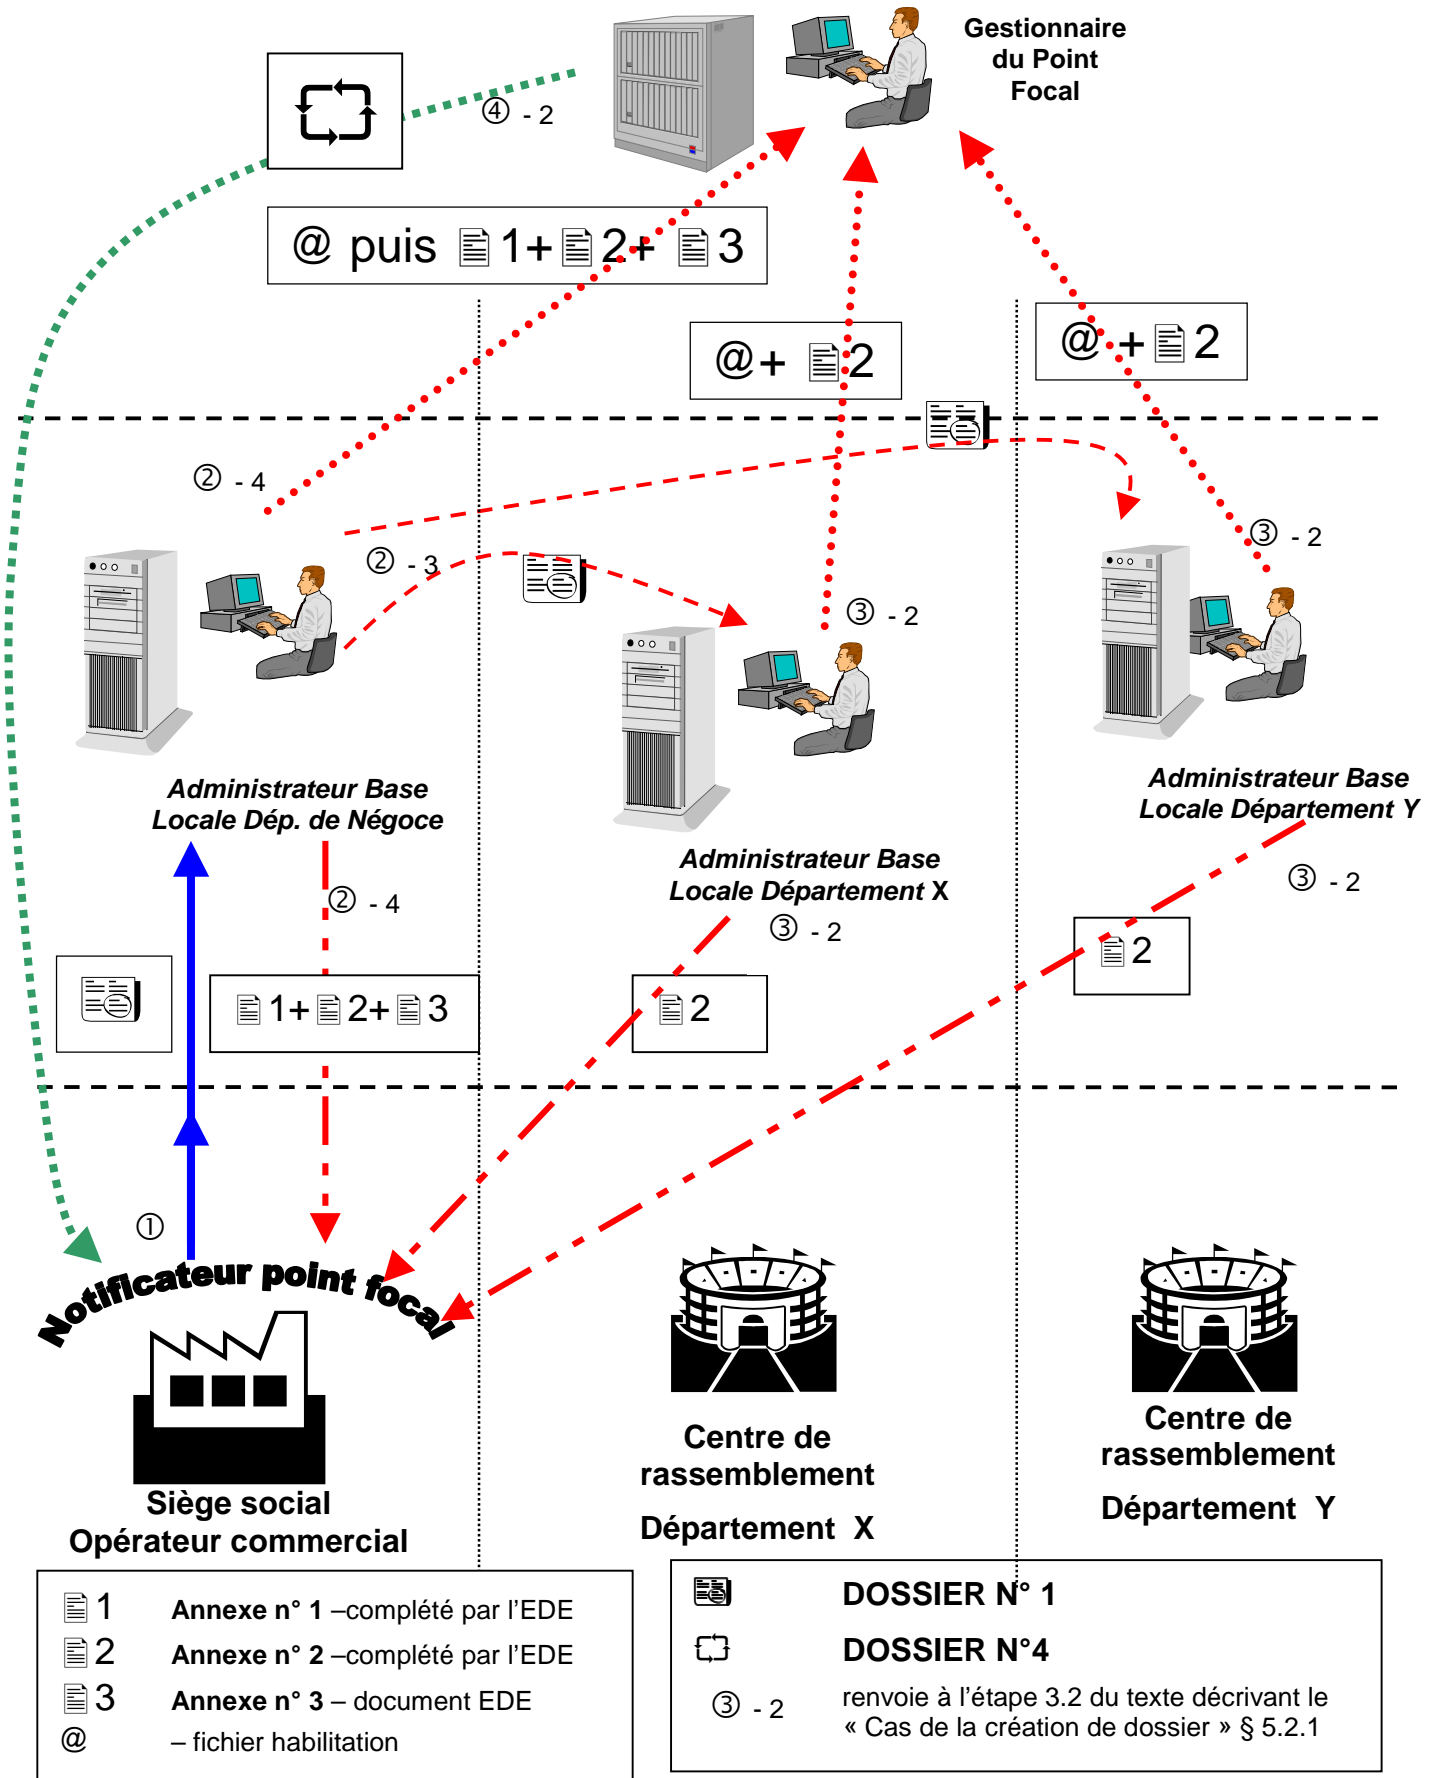 Gestionnaire
du Point
Focal
④ - 2
@ puis 1+ 2+ 3
@+ 2
@ + 2
② - 4
② - 3
③ - 2
③ - 2
Administrateur Base
Locale Dép. de Négoce
Administrateur Base
Locale Département X
Administrateur Base
Locale Département Y
② - 4
③ - 2
③ - 2
1+ 2+ 3
2
2
①
Notificateur point focal
Siège social
Opérateur commercial
Centre de
rassemblement
Département X
Centre de
rassemblement
Département Y
1 Annexe n° 1 –complété par l’EDE
2 Annexe n° 2 –complété par l’EDE
3 Annexe n° 3 – document EDE
@ – fichier habilitation
DOSSIER N° 1
DOSSIER N°4
③ - 2 renvoie à l’étape 3.2 du texte décrivant le
« Cas de la création de dossier » § 5.2.1